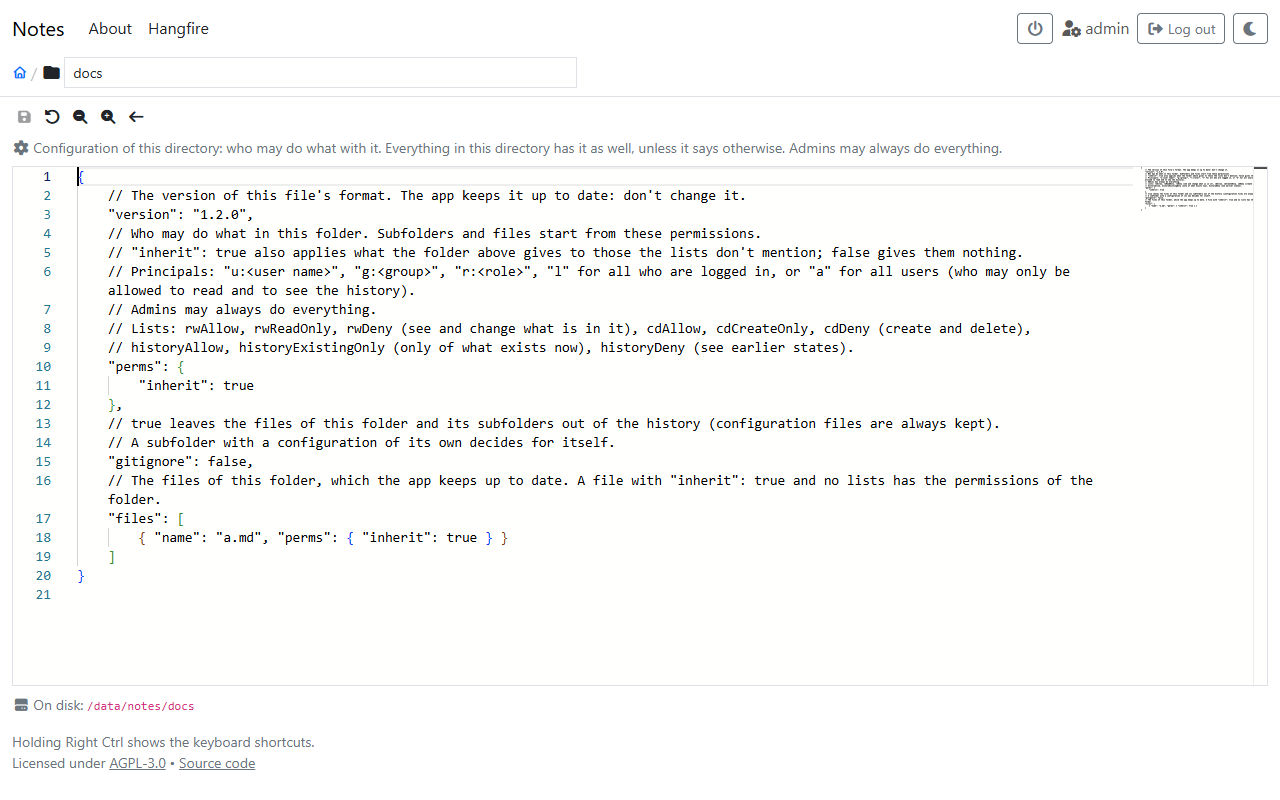 Notes About Hangfire admin Log out
/ docs
Configuration of this directory: who may do what with it. Everything in this directory has it as well, unless it says otherwise. Admins may always do everything.
1 {
2 // The version of this file's format. The app keeps it up to date: don't change it.
3 "version": "1.2.0",
4 // Who may do what in this folder. Subfolders and files start from these permissions.
5 // "inherit": true also applies what the folder above gives to those the lists don't mention; false gives them nothing.
6 // Principals: "u:<user name>", "g:<group>", "r:<role>", "l" for all who are logged in, or "a" for all users (who may only be
allowed to read and to see the history).
7 // Admins may always do everything.
8 // Lists: rwAllow, rwReadOnly, rwDeny (see and change what is in it), cdAllow, cdCreateOnly, cdDeny (create and delete),
9 // historyAllow, historyExistingOnly (only of what exists now), historyDeny (see earlier states).
10 "perms": {
11 "inherit": true
12 },
13 // true leaves the files of this folder and its subfolders out of the history (configuration files are always kept).
14 // A subfolder with a configuration of its own decides for itself.
15 "gitignore": false,
16 // The files of this folder, which the app keeps up to date. A file with "inherit": true and no lists has the permissions of the
folder.
17 "files": [
18 { "name": "a.md", "perms": { "inherit": true } }
19 ]
20 }
21
On disk: /data/notes/docs
Holding Right Ctrl shows the keyboard shortcuts.
Licensed under AGPL-3.0 • Source code